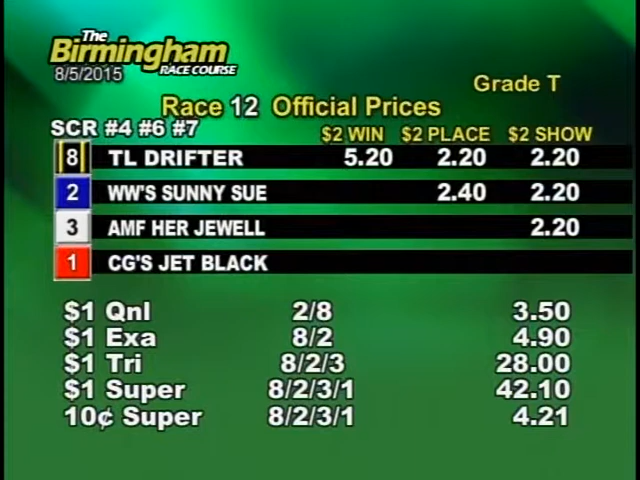 The
Birmingham
RACE COURSE
8/5/2015
Grade T
Race 12 Official Prices
SCR #4 #6 #7
$2 WIN $2 PLACE $2 SHOW
8 TL DRIFTER 5.20 2.20 2.20
2 WW'S SUNNY SUE 2.40 2.20
3 AMF HER JEWELL 2.20
1 CG'S JET BLACK
$1 Qnl 2/8 3.50
$1 Exa 8/2 4.90
$1 Tri 8/2/3 28.00
$1 Super 8/2/3/1 42.10
10¢ Super 8/2/3/1 4.21